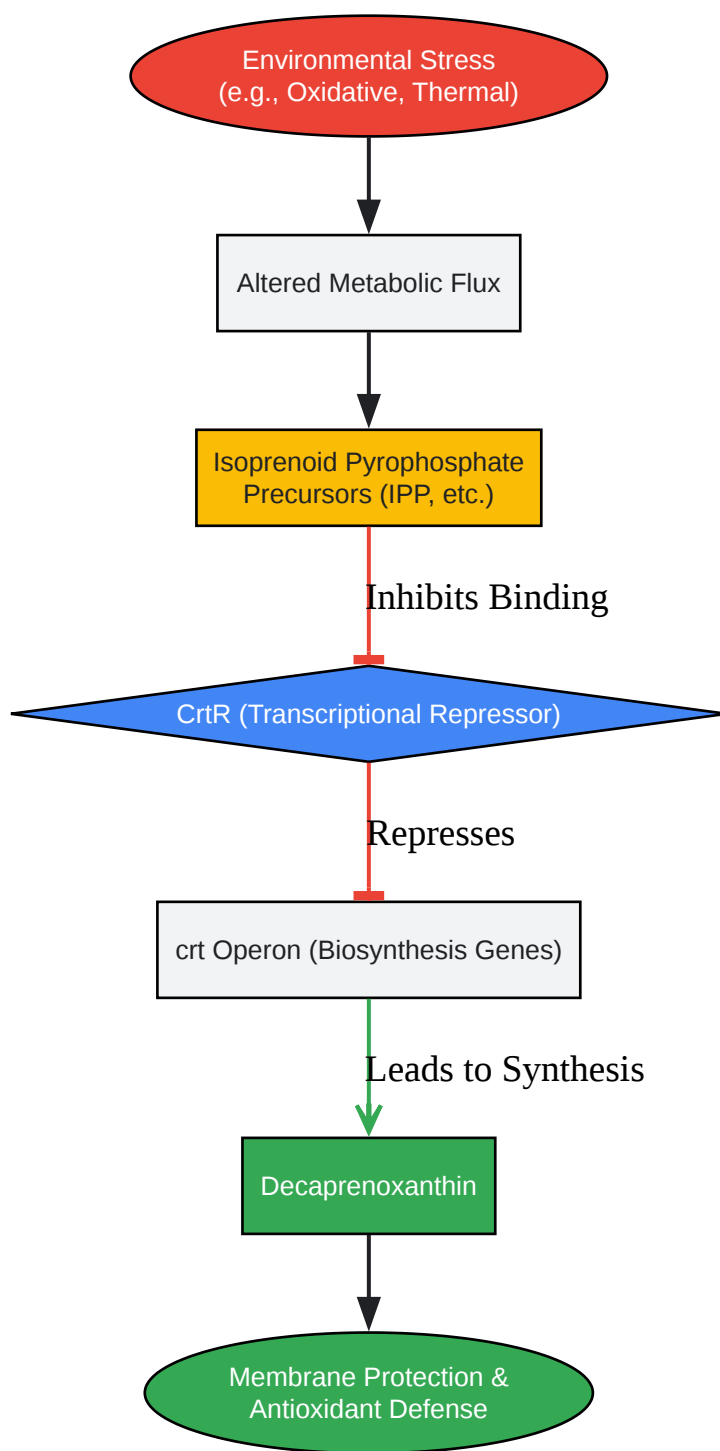 Environmental Stress
(e.g., Oxidative, Thermal)
Altered Metabolic Flux
Isoprenoid Pyrophosphate
Precursors (IPP, etc.)
Inhibits Binding
CrtR (Transcriptional Repressor)
Represses
crt Operon (Biosynthesis Genes)
Leads to Synthesis
Decaprenoxanthin
Membrane Protection &
Antioxidant Defense